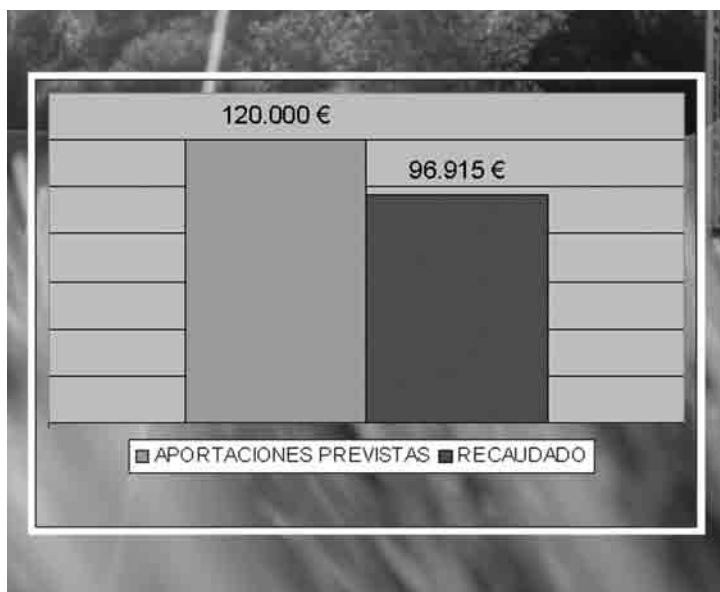 120.000 €
96.915 €
APORTACIONES PREVISTAS RECAUDADO